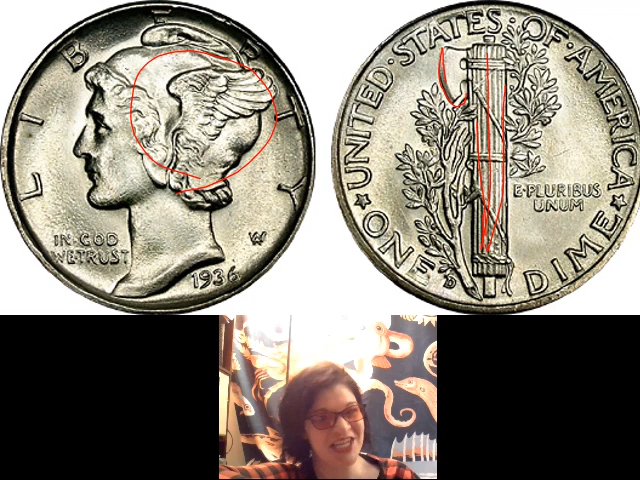 LIBERTY
IN·GOD
WE TRUST
W
1936
UNITED·STATES·OF·AMERICA
E·PLURIBUS
UNUM
D
★ONE DIME★